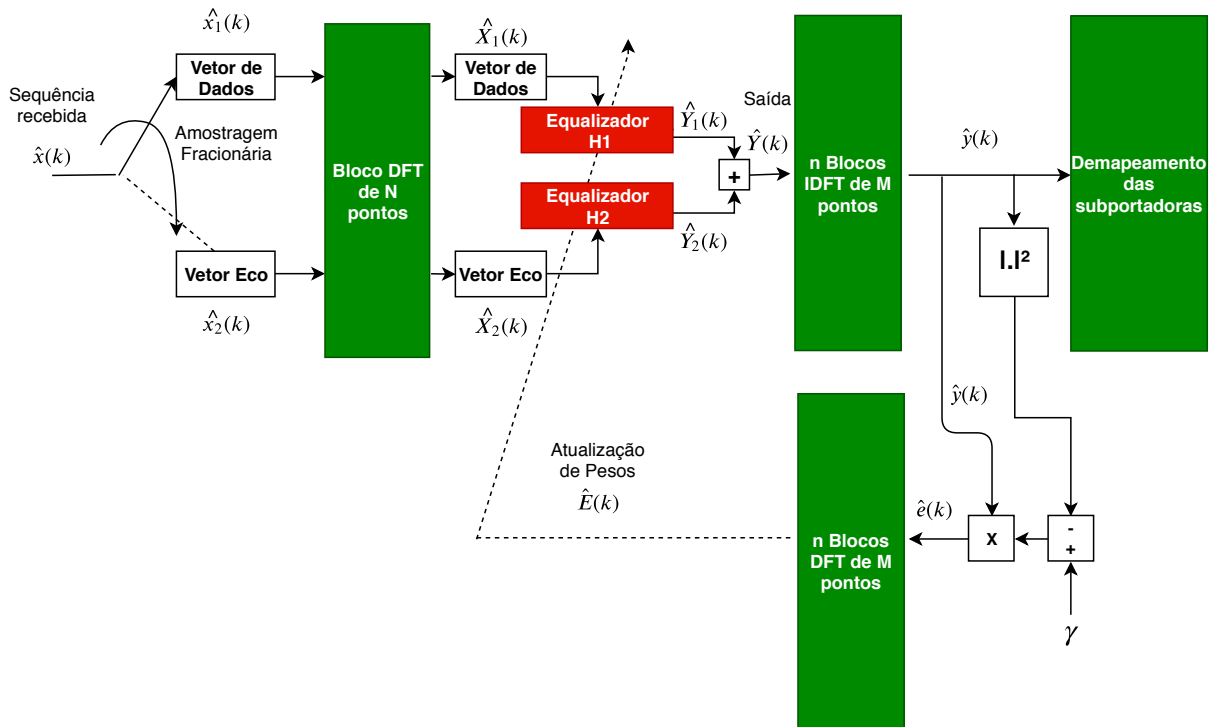 Sequência
recebida
x̂(k)
Amostragem
Fracionária
x̂₁(k)
Vetor de
Dados
Vetor Eco
x̂₂(k)
Bloco DFT
de N
pontos
X̂₁(k)
Vetor de
Dados
Vetor Eco
X̂₂(k)
Equalizador
H1
Equalizador
H2
Ŷ₁(k)
Ŷ₂(k)
+
Saída
Ŷ(k)
n Blocos
IDFT de M
pontos
ŷ(k)
Demapeamento
das
subportadoras
|.|²
ŷ(k)
Atualização
de Pesos
Ê(k)
n Blocos
DFT de M
pontos
ê(k)
x
-
+
γ